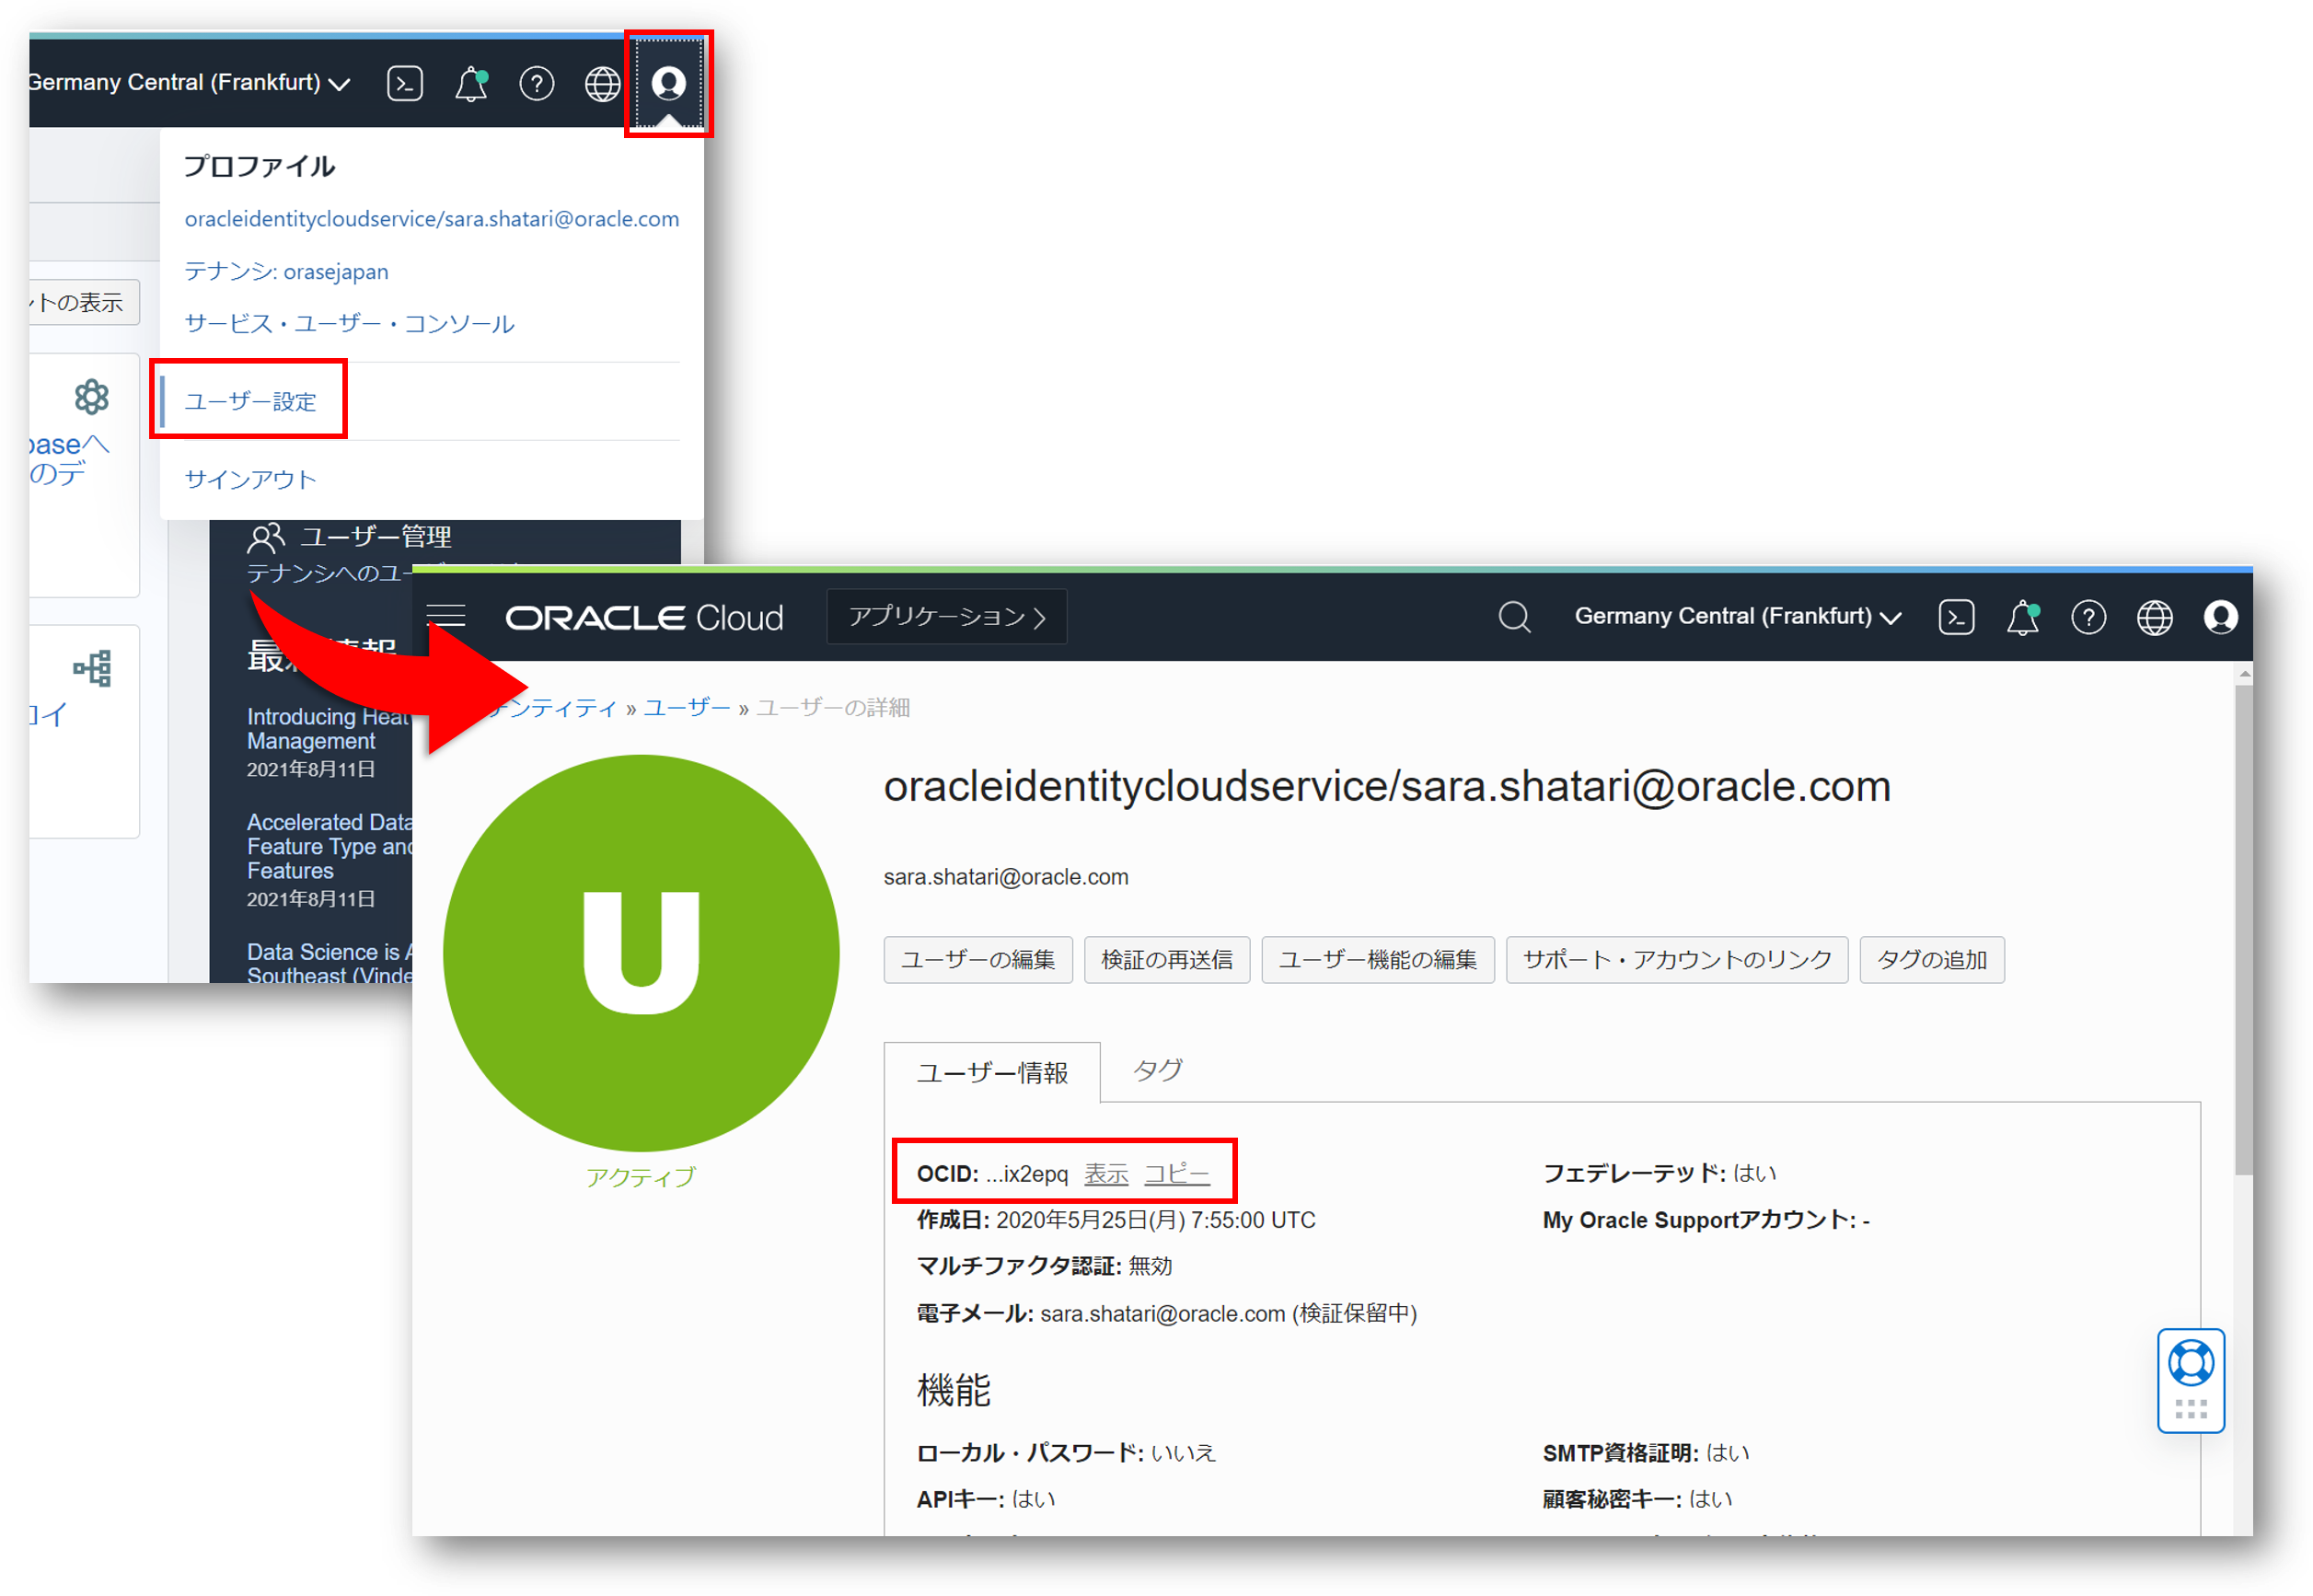 Germany Central (Frankfurt)
プロファイル
oracleidentitycloudservice/sara.shatari@oracle.com
テナンシ: orasejapan
サービス・ユーザー・コンソール
ユーザー設定
サインアウト
ントの表示
baseへ
のデ
ロイ
ユーザー管理
テナンシへのユー
最新情報
Introducing Heat
Management
2021年8月11日
Accelerated Data
Feature Type and
Features
2021年8月11日
Data Science is A
Southeast (Vinde
ORACLE Cloud
アプリケーション
Germany Central (Frankfurt)
ンティティ » ユーザー » ユーザーの詳細
U
アクティブ
oracleidentitycloudservice/sara.shatari@oracle.com
sara.shatari@oracle.com
ユーザーの編集 検証の再送信 ユーザー機能の編集 サポート・アカウントのリンク タグの追加
ユーザー情報 タグ
OCID: ...ix2epq 表示 コピー
フェデレーテッド: はい
作成日: 2020年5月25日(月) 7:55:00 UTC
My Oracle Supportアカウント: -
マルチファクタ認証: 無効
電子メール: sara.shatari@oracle.com (検証保留中)
機能
ローカル・パスワード: いいえ
SMTP資格証明: はい
APIキー: はい
顧客秘密キー: はい